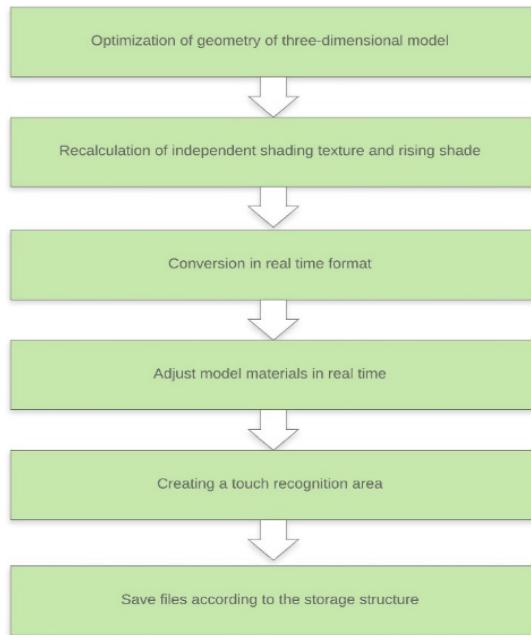 Optimization of geometry of three-dimensional model
Recalculation of independent shading texture and rising shade
Conversion in real time format
Adjust model materials in real time
Creating a touch recognition area
Save files according to the storage structure